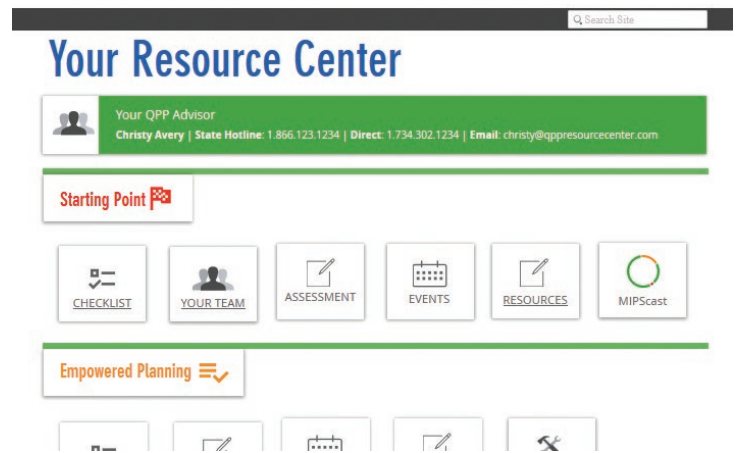 Search Site
Your Resource Center
Your QPP Advisor
Christy Avery | State Hotline: 1.866.123.1234 | Direct: 1.734.302.1234 | Email: christy@qppresourcecenter.com
Starting Point
CHECKLIST YOUR TEAM ASSESSMENT EVENTS RESOURCES MIPScast
Empowered Planning